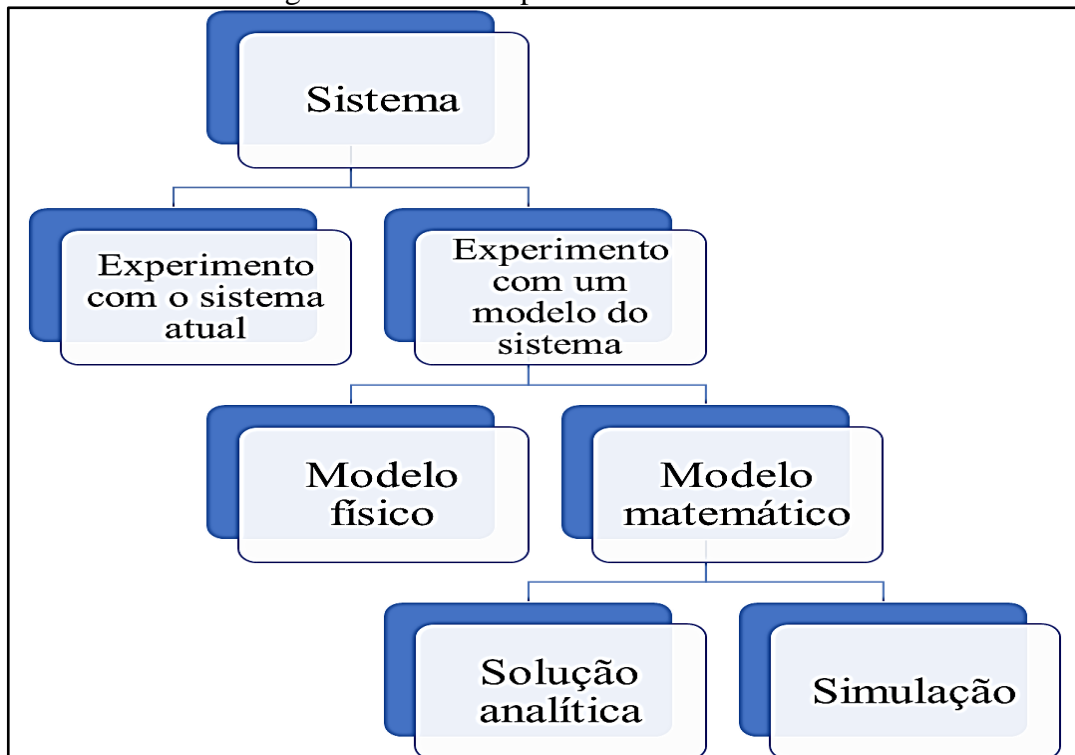 Sistema
Experimento
com o sistema
atual
Experimento
com um
modelo do
sistema
Modelo
físico
Modelo
matemático
Solução
analítica
Simulação